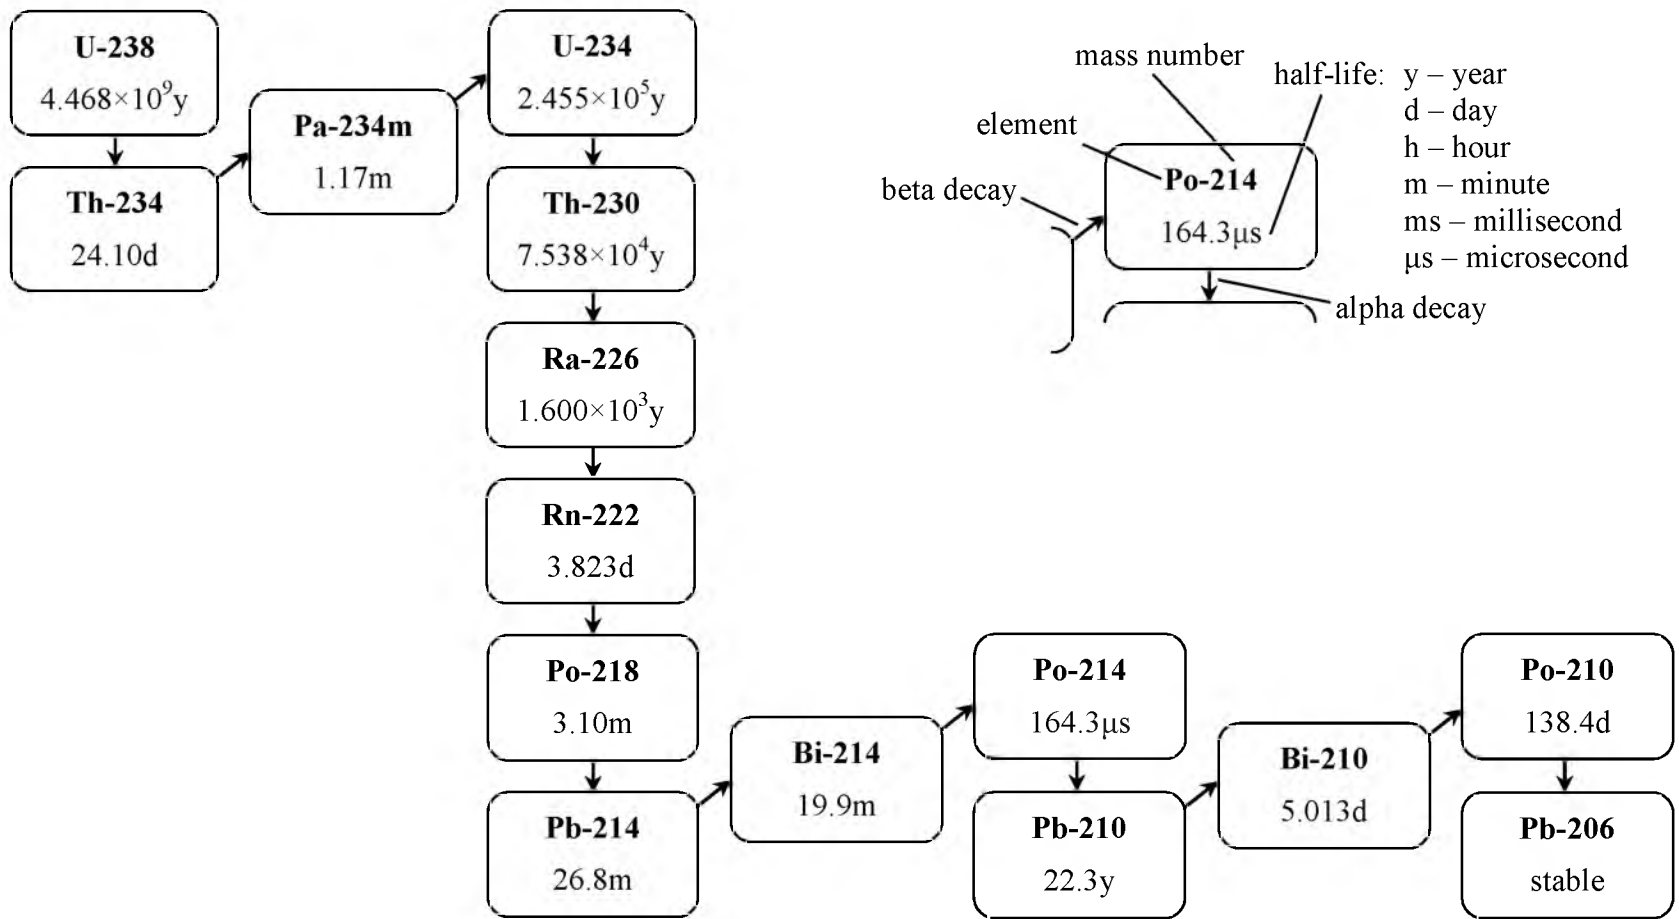 U-238
4.468×10⁹y
Th-234
24.10d
Pa-234m
1.17m
U-234
2.455×10⁵y
Th-230
7.538×10⁴y
Ra-226
1.600×10³y
Rn-222
3.823d
Po-218
3.10m
Pb-214
26.8m
Bi-214
19.9m
Po-214
164.3μs
Pb-210
22.3y
Bi-210
5.013d
Po-210
138.4d
Pb-206
stable
mass number
half-life: y – year
d – day
h – hour
m – minute
ms – millisecond
μs – microsecond
element
beta decay
Po-214
164.3μs
alpha decay